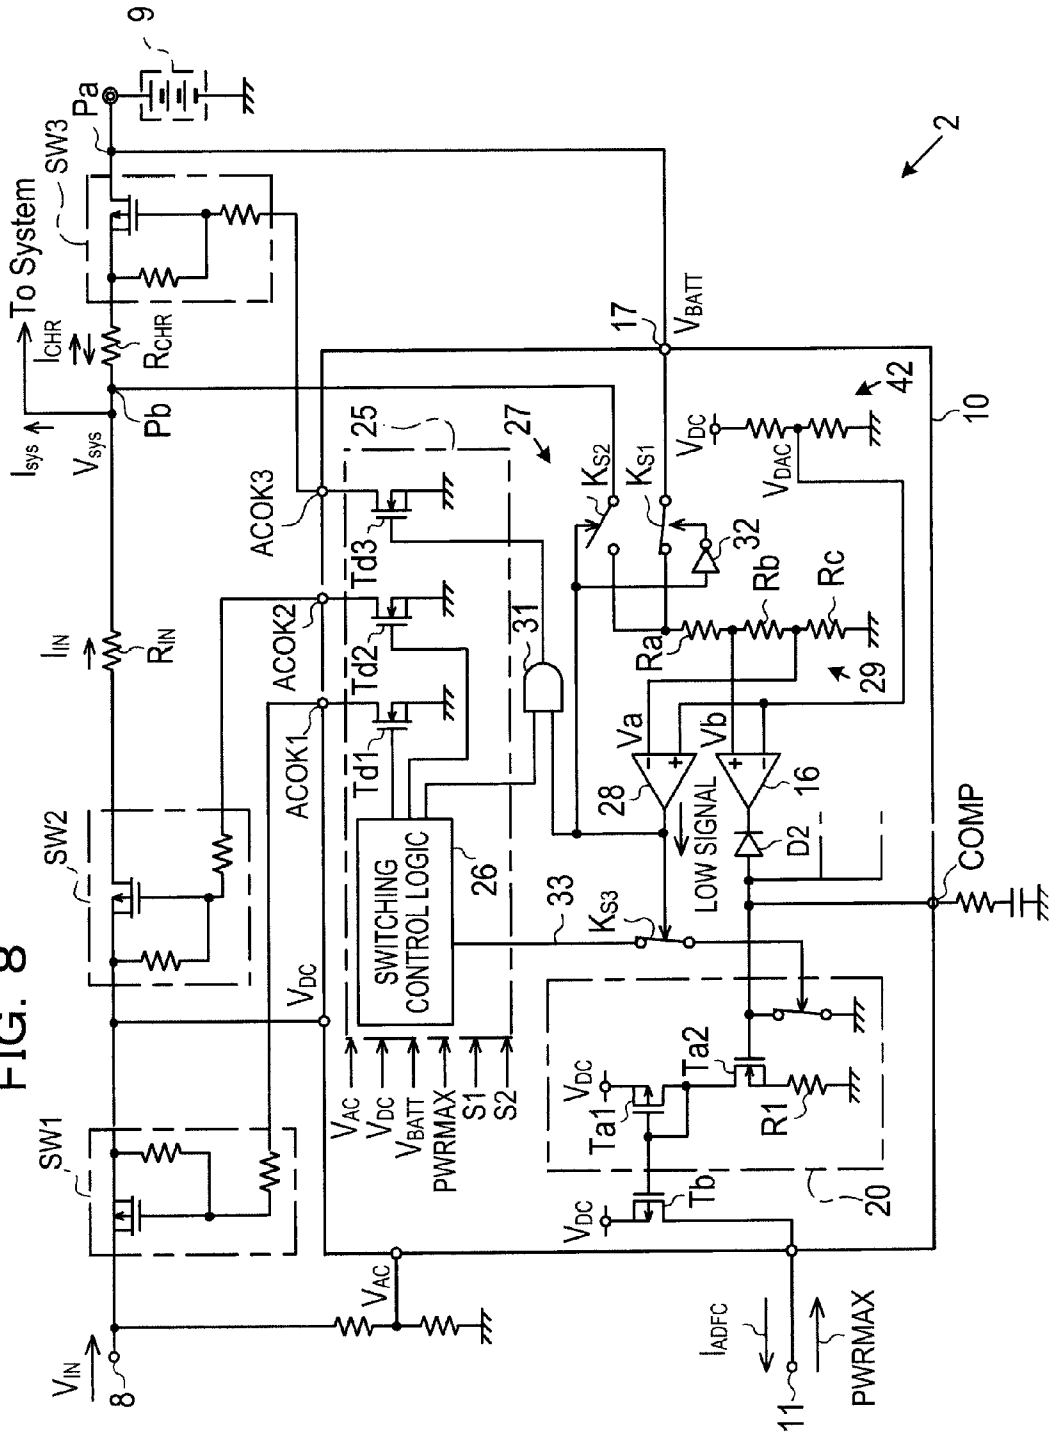 FIG. 8
VIN
8
SW1
SW2
VDC
IIN
RIN
Isys
Vsys
To System
Pb
ICHR
RCHR
SW3
Pa
9
VAC
ACOK1
ACOK2
ACOK3
25
VAC
VDC
VBATT
PWRMAX
S1
S2
SWITCHING
CONTROL LOGIC
26
Td1
Td2
Td3
31
27
KS2
KS1
17
VBATT
32
33
KS3
28
LOW SIGNAL
Va
Vb
Ra
Rb
Rc
29
VDC
VDAC
42
10
16
D2
COMP
VDC
Ta1
Ta2
R1
VDC
Tb
20
IADFC
11
PWRMAX
2